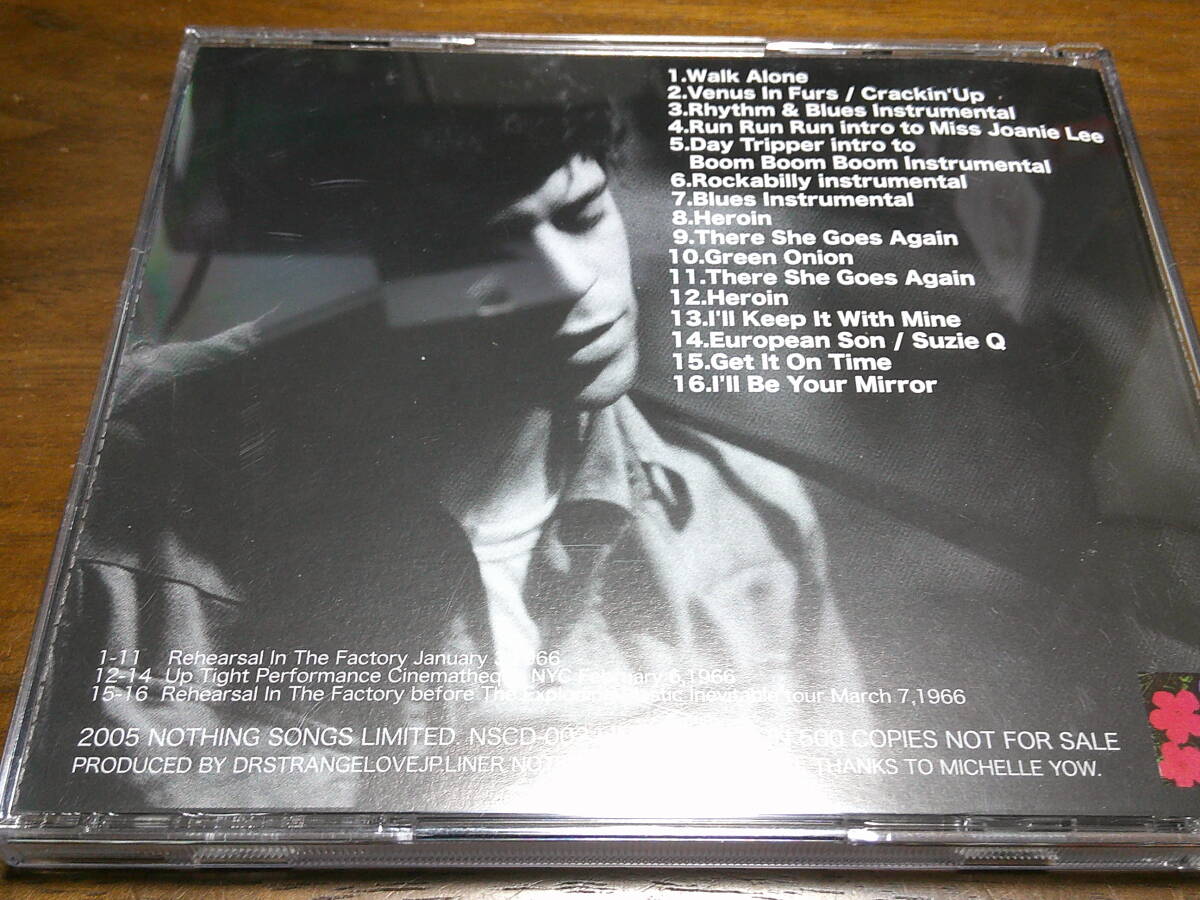 1.Walk Alone
2.Venus In Furs / Crackin'Up
3.Rhythm & Blues Instrumental
4.Run Run Run intro to Miss Joanie Lee
5.Day Tripper intro to
Boom Boom Boom Instrumental
6.Rockabilly instrumental
7.Blues Instrumental
8.Heroin
9.There She Goes Again
10.Green Onion
11.There She Goes Again
12.Heroin
13.I'll Keep It With Mine
14.European Son / Suzie Q
15.Get It On Time
16.I'll Be Your Mirror
1-11 Rehearsal In The Factory January 3,1966
12-14 Up Tight Performance Cinematheque NYC February 6,1966
15-16 Rehearsal In The Factory before The Exploding Plastic Inevitable tour March 7,1966
2005 NOTHING SONGS LIMITED. 600 COPIES NOT FOR SALE
PRODUCED BY DRSTRANGELOVEJP.LINER THANKS TO MICHELLE YOW.